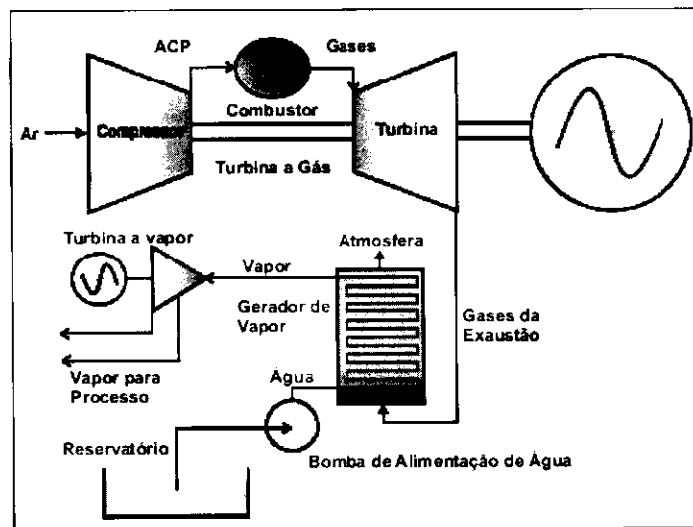 ACP
Gases
Combustor
Ar
Compressor
Turbina
Turbina a Gás
Turbina a vapor
Atmosfera
Vapor
Gerador de
Vapor
Gases da
Exaustão
Vapor para
Processo
Água
Reservatório
Bomba de Alimentação de Água